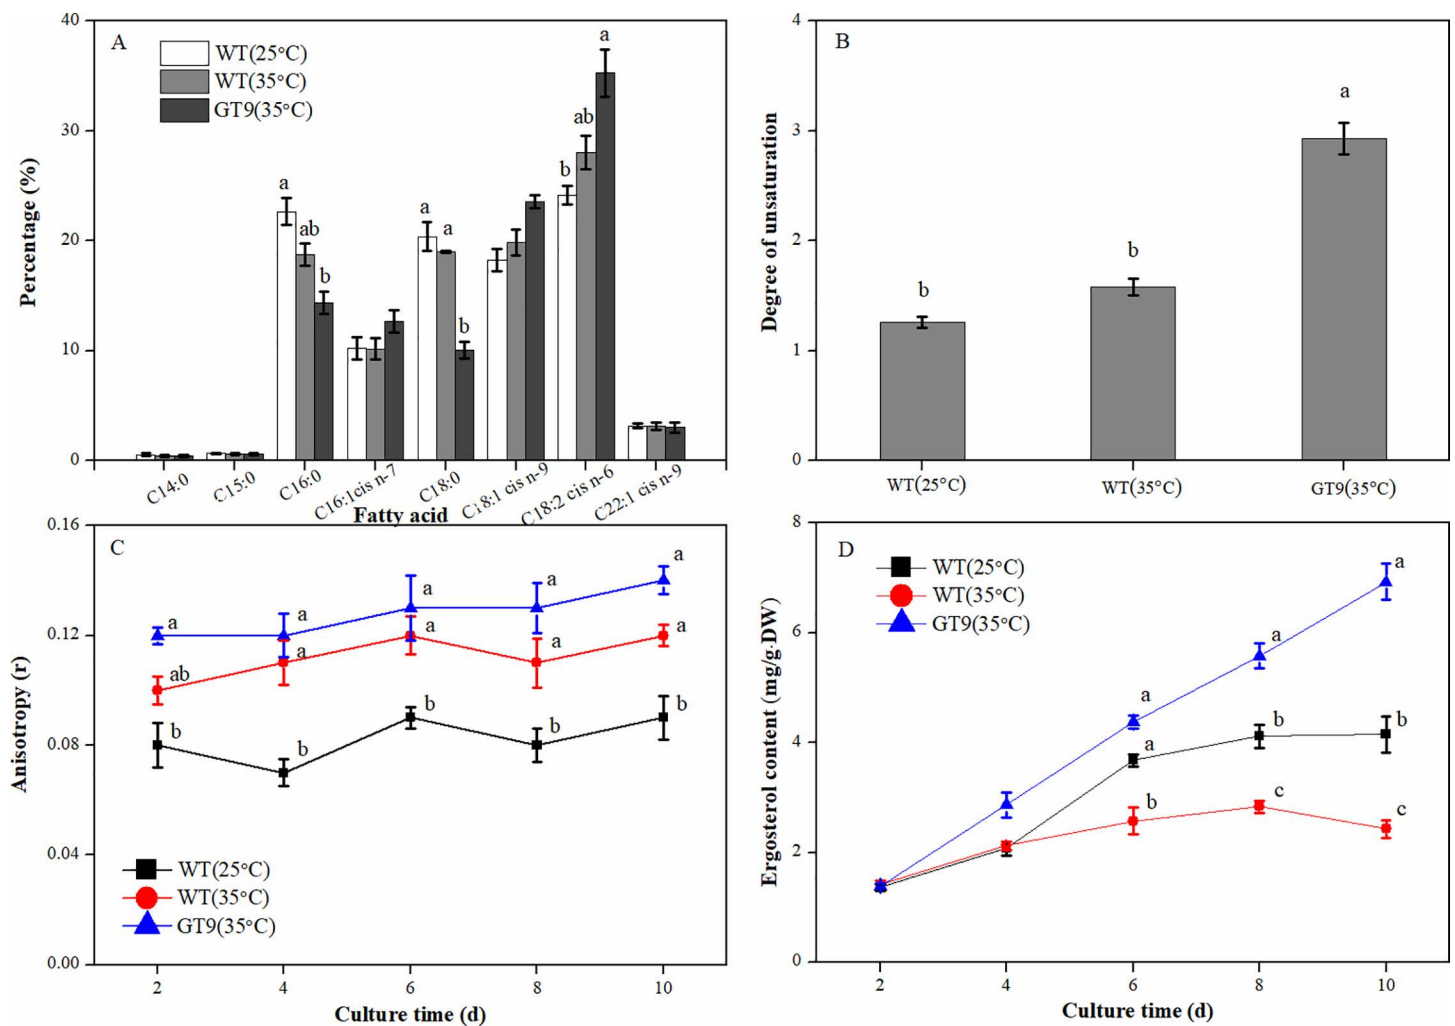 A
WT(25°C)
WT(35°C)
GT9(35°C)
40
30
20
10
0
Percentage (%)
a
ab
b
a
a
b
b
ab
a
C14:0
C15:0
C16:0
C16:1cis n-7
C18:0
C18:1 cis n-9
C18:2 cis n-6
C22:1 cis n-9
Fatty acid
B
4
3
2
1
0
Degree of unsaturation
b
b
a
WT(25°C)
WT(35°C)
GT9(35°C)
C
0.16
0.12
0.08
0.04
0.00
Anisotropy (r)
a
a
a
a
a
ab
a
a
a
a
b
b
b
b
b
WT(25°C)
WT(35°C)
GT9(35°C)
2
4
6
8
10
Culture time (d)
D
WT(25°C)
WT(35°C)
GT9(35°C)
8
6
4
2
0
Ergosterol content (mg/g.DW)
a
a
a
a
b
b
b
c
c
2
4
6
8
10
Culture time (d)